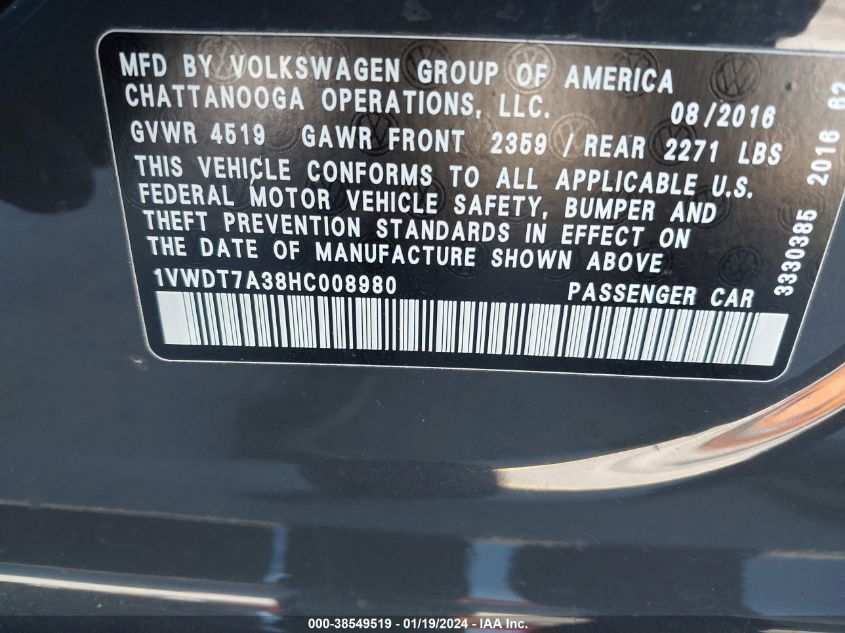 MFD BY VOLKSWAGEN GROUP OF AMERICA
CHATTANOOGA OPERATIONS, LLC. 08/2016
GVWR 4519 GAWR FRONT 2359 / REAR 2271 LBS
THIS VEHICLE CONFORMS TO ALL APPLICABLE U.S.
FEDERAL MOTOR VEHICLE SAFETY, BUMPER AND
THEFT PREVENTION STANDARDS IN EFFECT ON
THE DATE OF MANUFACTURE SHOWN ABOVE
1VWDT7A38HC008980 PASSENGER CAR
3330385 2016 82
000-38549519 - 01/19/2024 - IAA Inc.